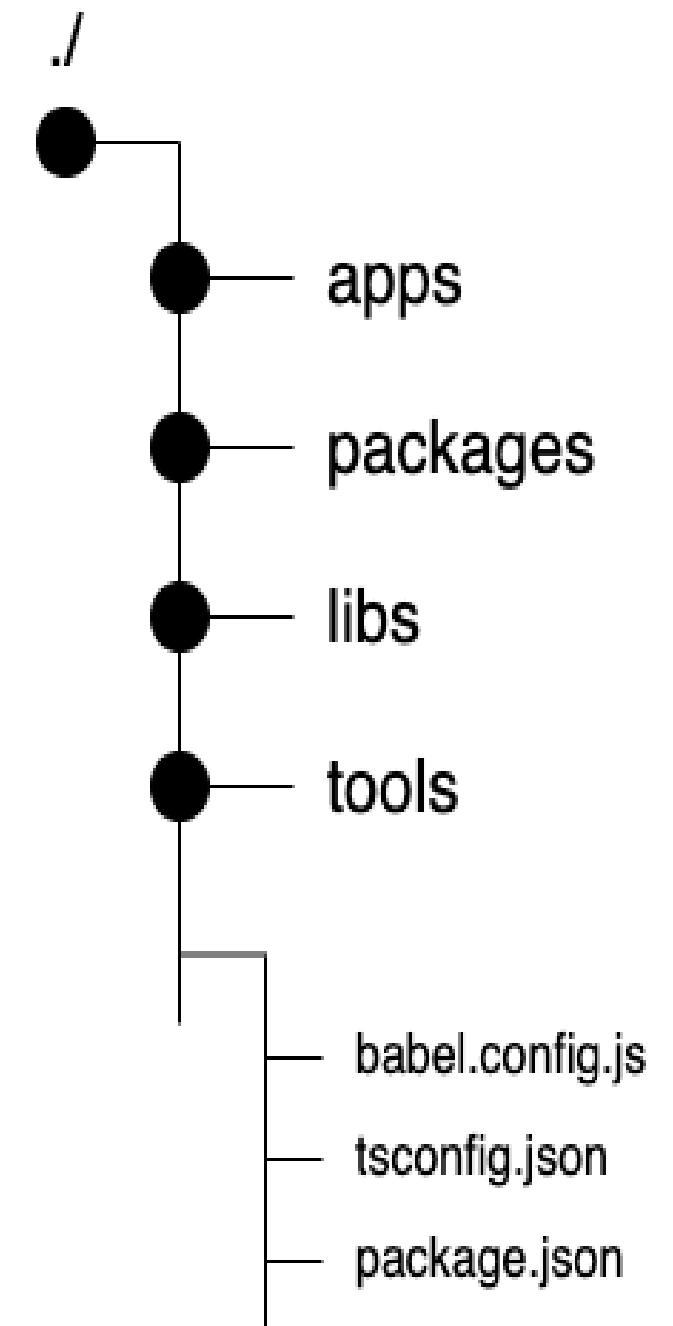 ./
apps
packages
libs
tools
babel.config.js
tsconfig.json
package.json